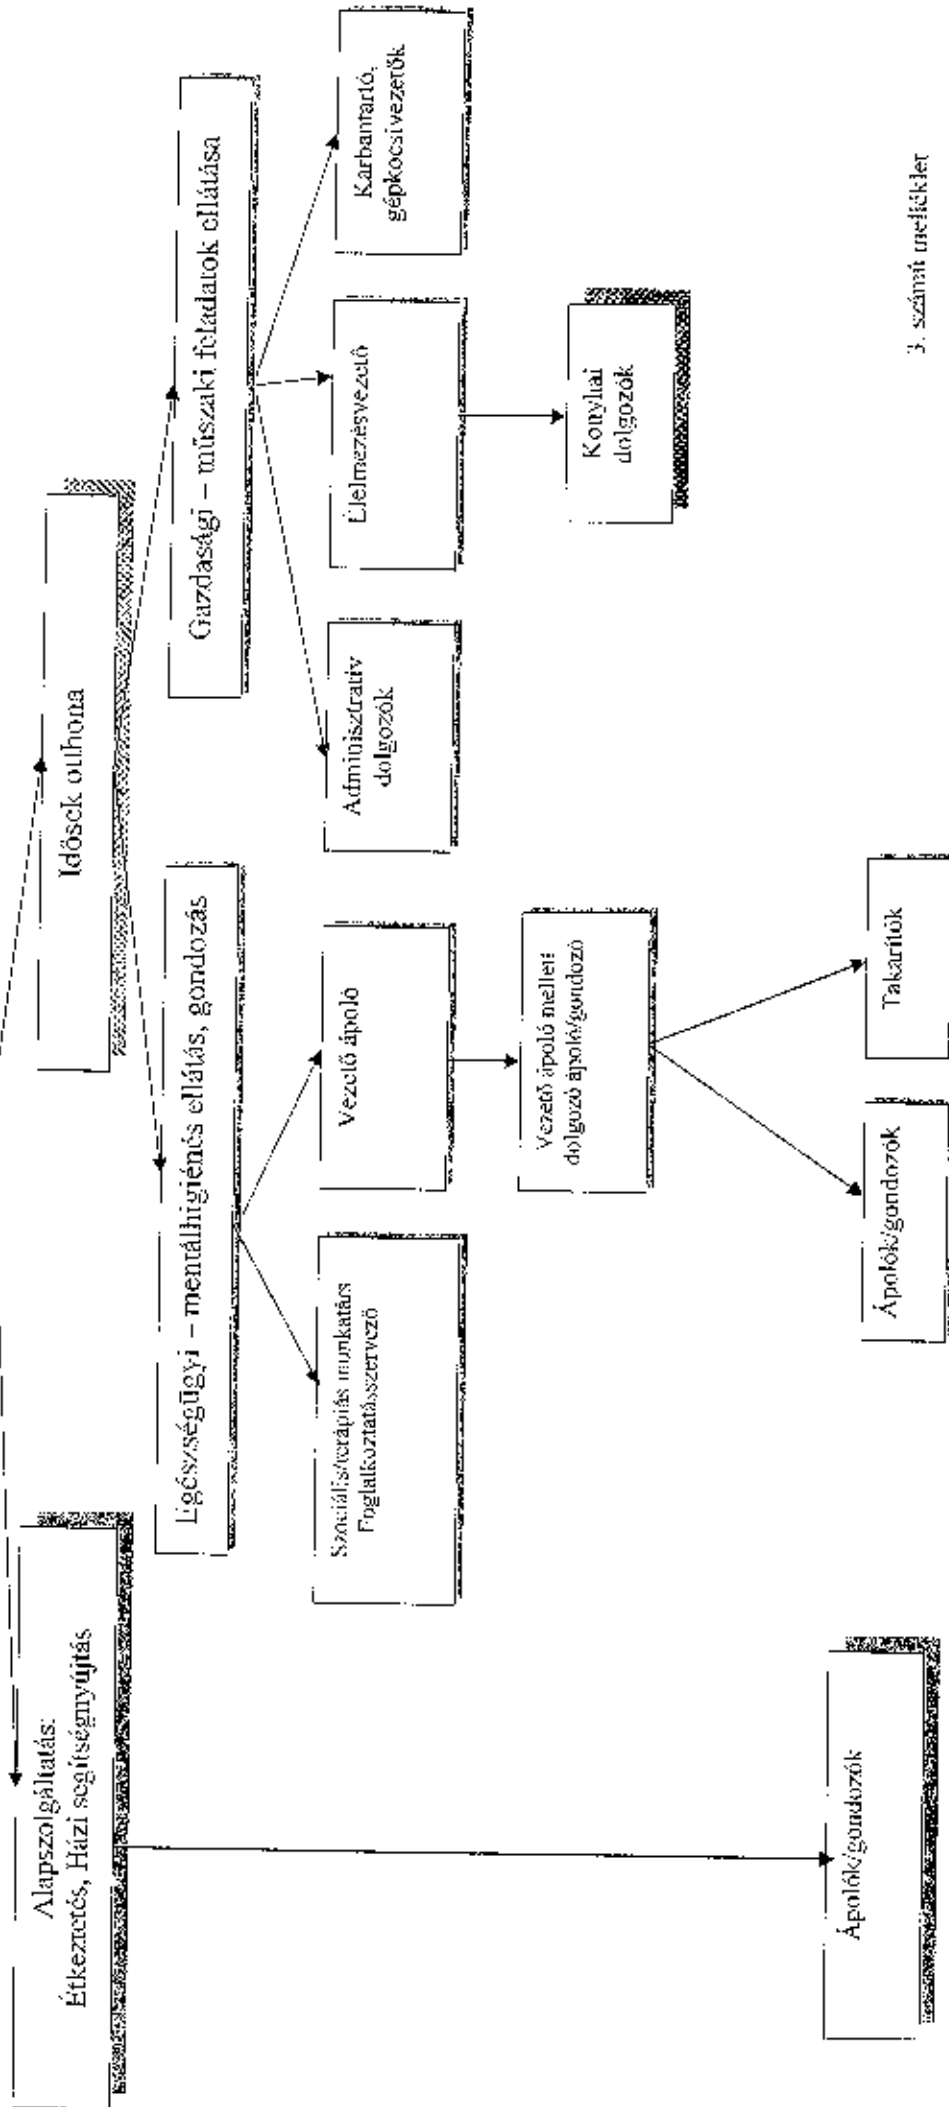 Alapszolgáltatás:
Étkeztetés, Házi segítségnyújtás
Idősek otthona
Egészségügyi – mentálhigiénés ellátás, gondozás
Gazdasági – műszaki feladatok ellátása
Szociális/terápiás munkatárs
Foglalkoztatásszervező
Vezető ápoló
Adminisztratív
dolgozók
Élelmezésvezető
Karbantartó,
gépkocsivezetők
Vezető ápoló mellett
dolgozó ápoló/gondozó
Konyhai
dolgozók
Ápolók/gondozók
Ápolók/gondozók
Takarítók
3. számú melléklet